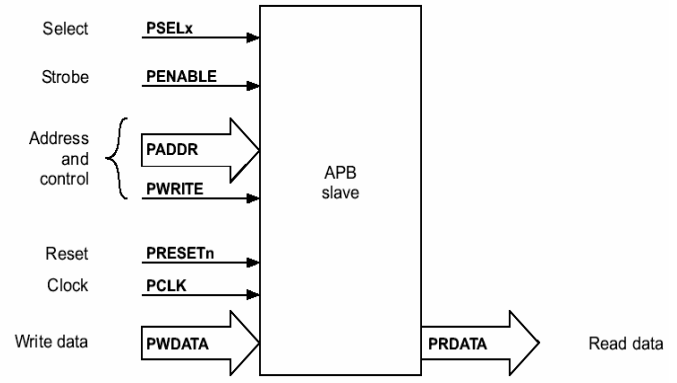 Select
PSELx
Strobe
PENABLE
Address
and
control
PADDR
PWRITE
APB
slave
Reset
PRESETn
Clock
PCLK
Write data
PWDATA
PRDATA
Read data